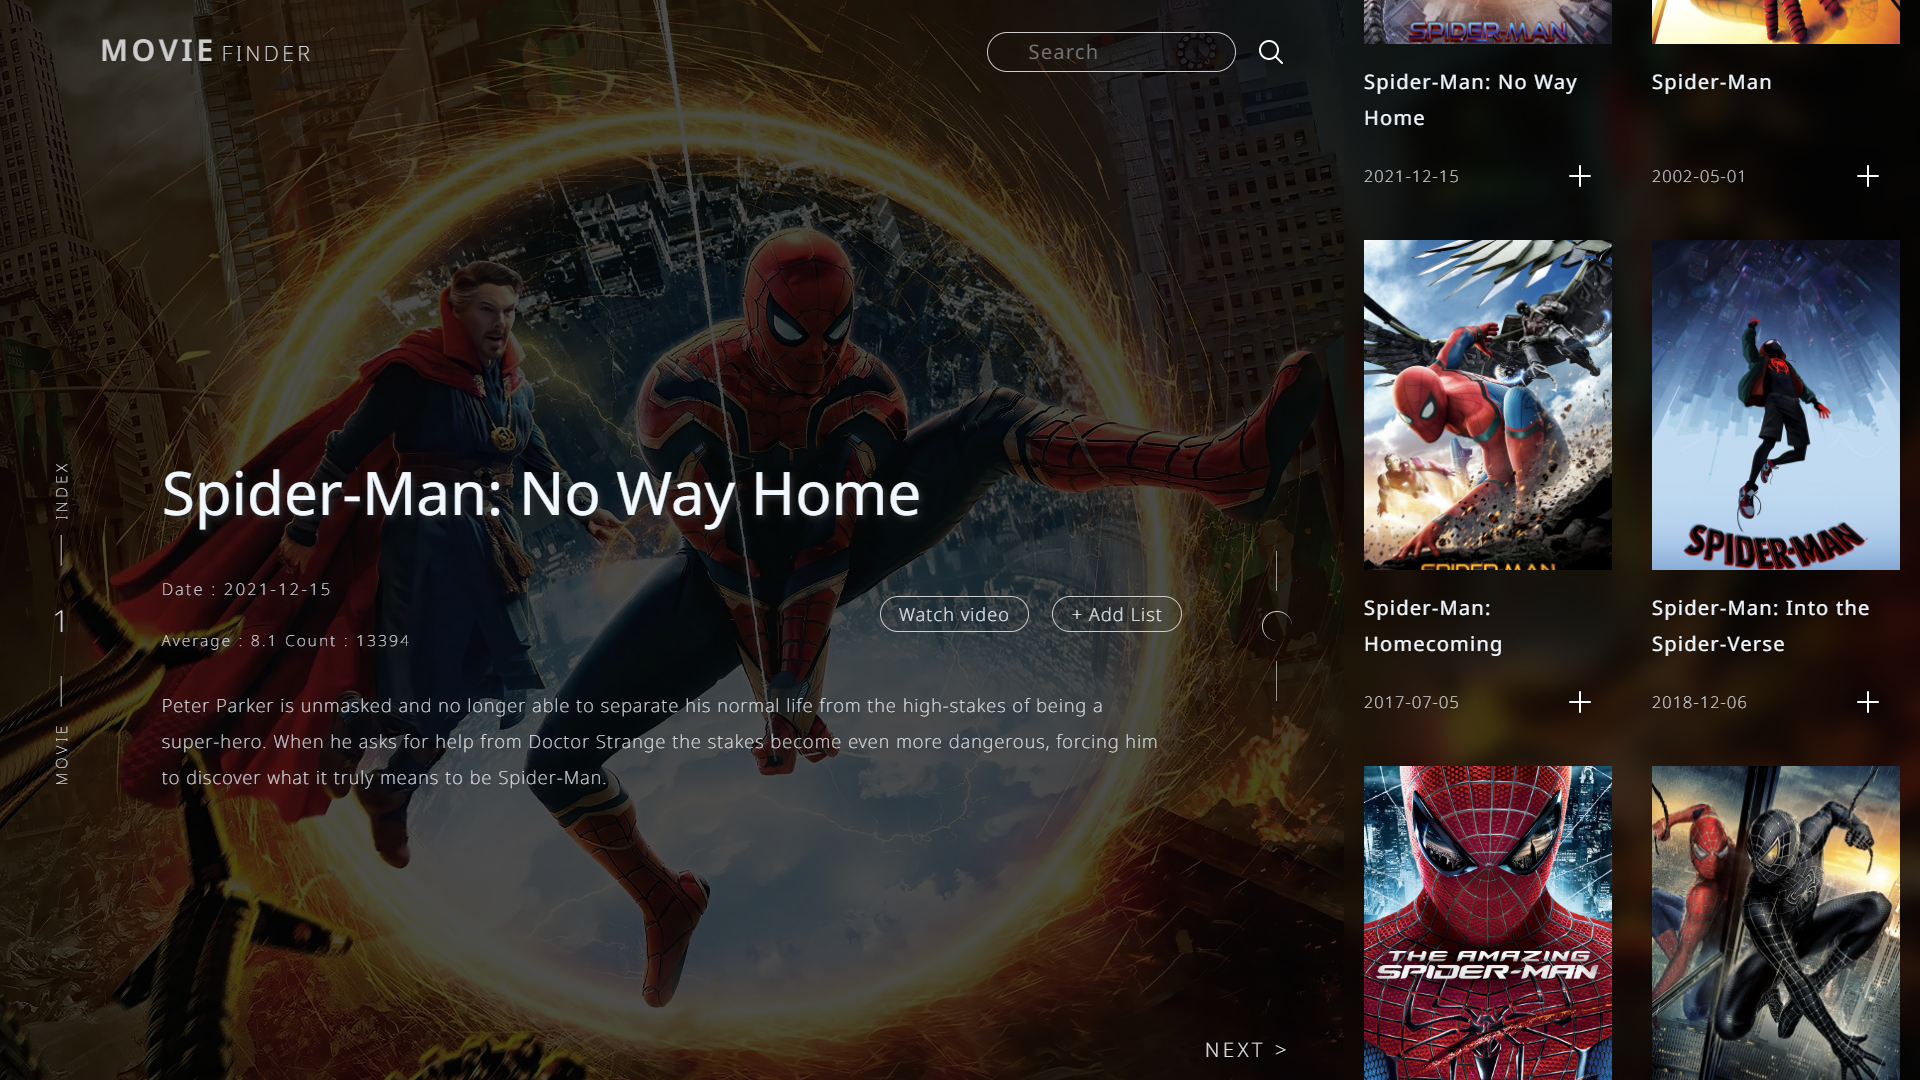 MOVIE FINDER
Search
INDEX
1
MOVIE
Spider-Man: No Way Home
Date : 2021-12-15
Average : 8.1 Count : 13394
Watch video
+ Add List
Peter Parker is unmasked and no longer able to separate his normal life from the high-stakes of being a
super-hero. When he asks for help from Doctor Strange the stakes become even more dangerous, forcing him
to discover what it truly means to be Spider-Man.
NEXT >
SPIDER-MAN
Spider-Man: No Way
Home
2021-12-15
Spider-Man
2002-05-01
SPIDER-MAN
Spider-Man:
Homecoming
2017-07-05
SPIDER-MAN
Spider-Man: Into the
Spider-Verse
2018-12-06
THE AMAZING
SPIDER-MAN